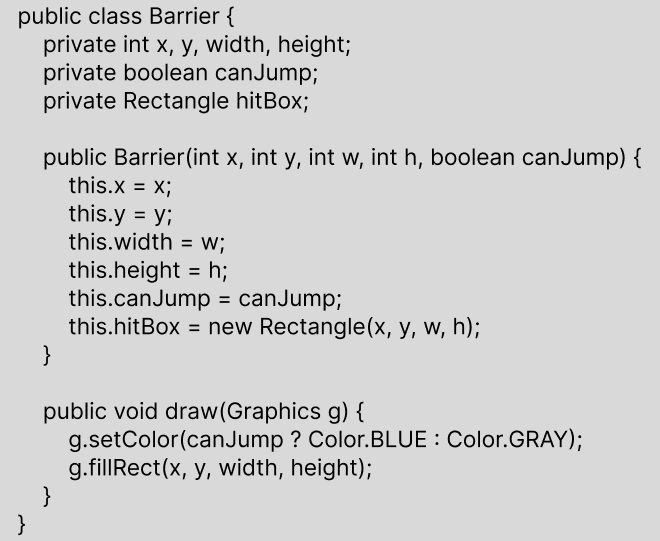 public class Barrier {
    private int x, y, width, height;
    private boolean canJump;
    private Rectangle hitBox;

    public Barrier(int x, int y, int w, int h, boolean canJump) {
        this.x = x;
        this.y = y;
        this.width = w;
        this.height = h;
        this.canJump = canJump;
        this.hitBox = new Rectangle(x, y, w, h);
    }

    public void draw(Graphics g) {
        g.setColor(canJump ? Color.BLUE : Color.GRAY);
        g.fillRect(x, y, width, height);
    }
}